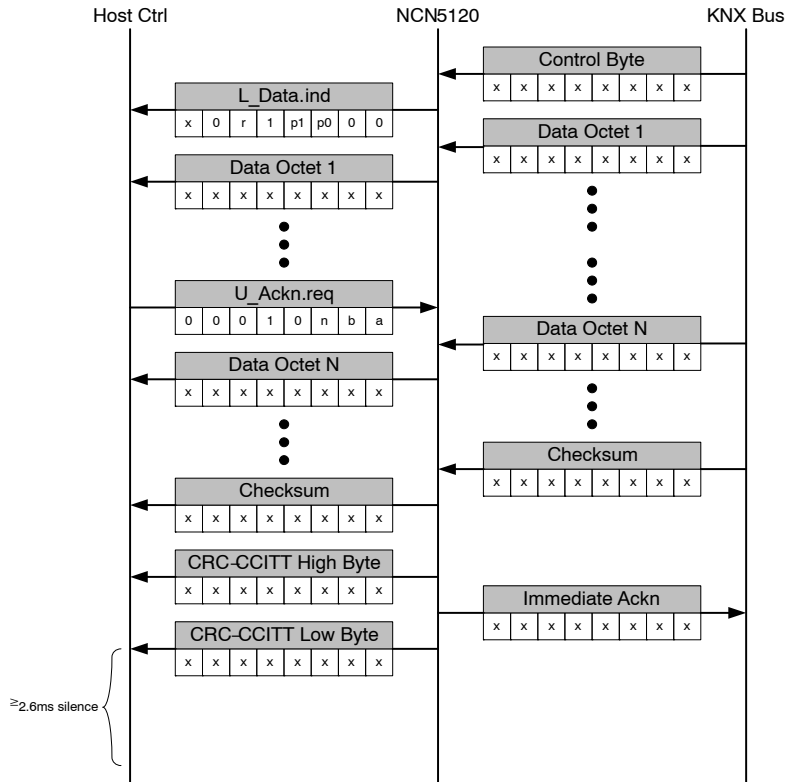 Host Ctrl NCN5120 KNX Bus
Control Byte
x x x x x x x x
L_Data.ind
x 0 r 1 p1 p0 0 0
Data Octet 1
x x x x x x x x
Data Octet 1
x x x x x x x x
U_Ackn.req
0 0 0 1 0 n b a
Data Octet N
x x x x x x x x
Data Octet N
x x x x x x x x
Checksum
x x x x x x x x
Checksum
x x x x x x x x
CRC-CCITT High Byte
x x x x x x x x
Immediate Ackn
x x x x x x x x
CRC-CCITT Low Byte
x x x x x x x x
≥2.6ms silence